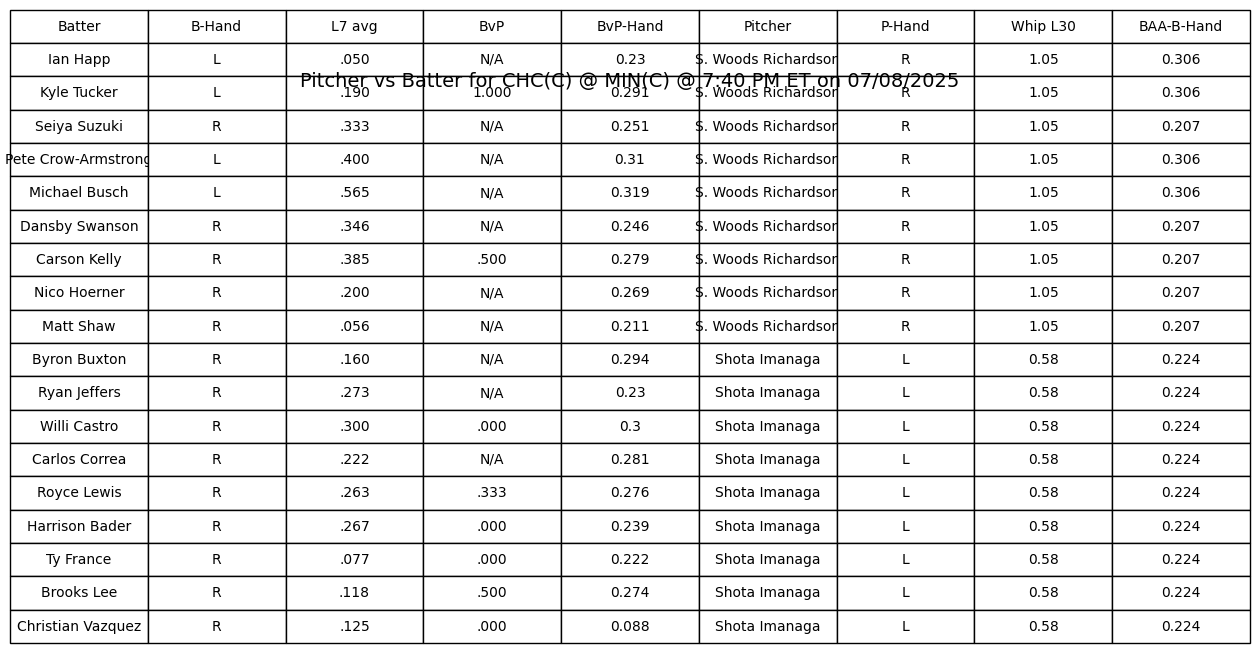 Batter B-Hand L7 avg BvP BvP-Hand Pitcher P-Hand Whip L30 BAA-B-Hand
Ian Happ L .050 N/A 0.23 S. Woods Richardson R 1.05 0.306
Pitcher vs Batter for CHC(C) @ MIN(C) @ 7:40 PM ET on 07/08/2025
Kyle Tucker L .190 1.000 0.291 S. Woods Richardson R 1.05 0.306
Seiya Suzuki R .333 N/A 0.251 S. Woods Richardson R 1.05 0.207
Pete Crow-Armstrong L .400 N/A 0.31 S. Woods Richardson R 1.05 0.306
Michael Busch L .565 N/A 0.319 S. Woods Richardson R 1.05 0.306
Dansby Swanson R .346 N/A 0.246 S. Woods Richardson R 1.05 0.207
Carson Kelly R .385 .500 0.279 S. Woods Richardson R 1.05 0.207
Nico Hoerner R .200 N/A 0.269 S. Woods Richardson R 1.05 0.207
Matt Shaw R .056 N/A 0.211 S. Woods Richardson R 1.05 0.207
Byron Buxton R .160 N/A 0.294 Shota Imanaga L 0.58 0.224
Ryan Jeffers R .273 N/A 0.23 Shota Imanaga L 0.58 0.224
Willi Castro R .300 .000 0.3 Shota Imanaga L 0.58 0.224
Carlos Correa R .222 N/A 0.281 Shota Imanaga L 0.58 0.224
Royce Lewis R .263 .333 0.276 Shota Imanaga L 0.58 0.224
Harrison Bader R .267 .000 0.239 Shota Imanaga L 0.58 0.224
Ty France R .077 .000 0.222 Shota Imanaga L 0.58 0.224
Brooks Lee R .118 .500 0.274 Shota Imanaga L 0.58 0.224
Christian Vazquez R .125 .000 0.088 Shota Imanaga L 0.58 0.224